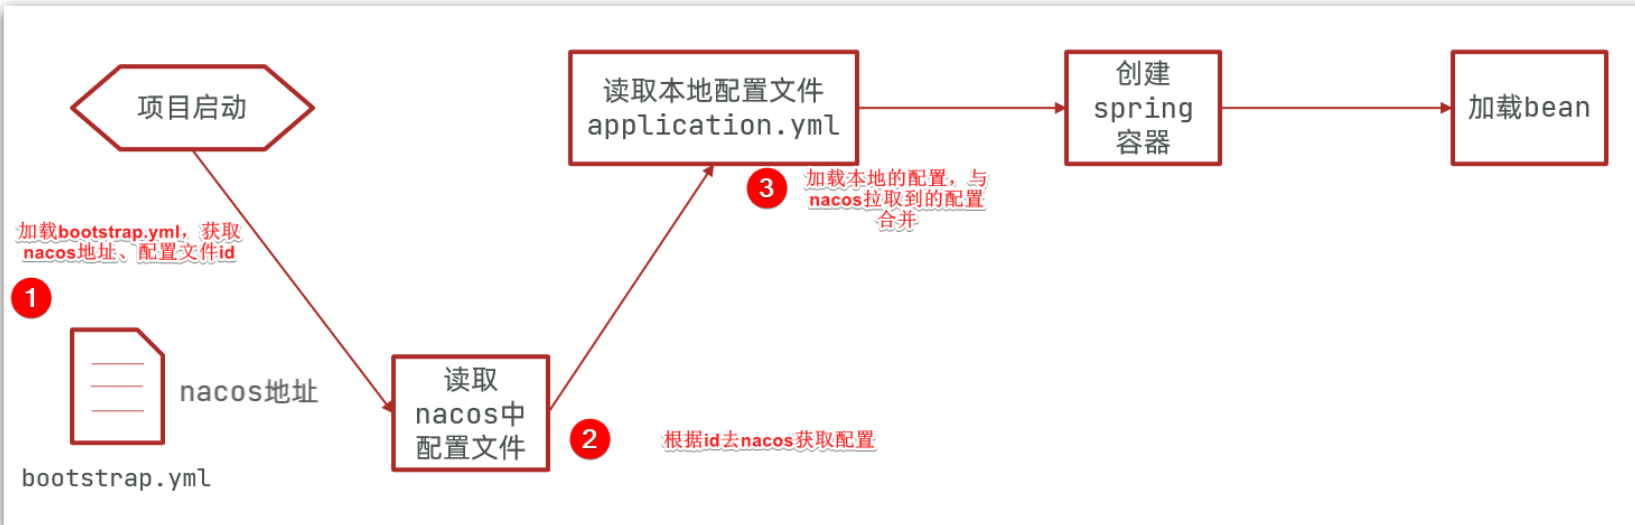 项目启动
加载bootstrap.yml，获取
nacos地址、配置文件id
1
nacos地址
bootstrap.yml
读取
nacos中
配置文件
2
根据id去nacos获取配置
读取本地配置文件
application.yml
3
加载本地的配置，与
nacos拉取到的配置
合并
创建
spring
容器
加载bean